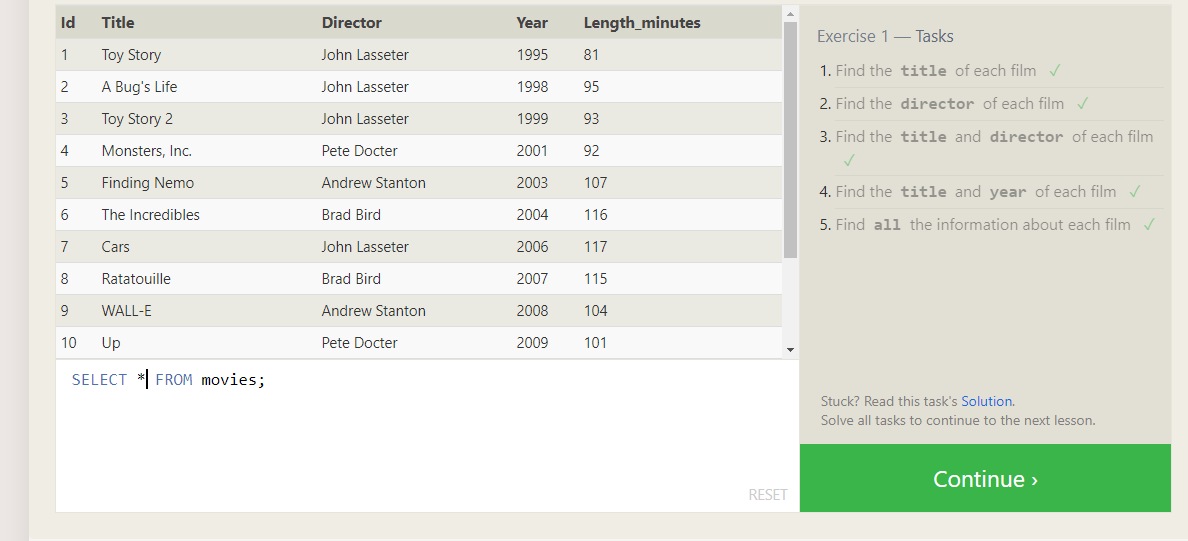 Id Title Director Year Length_minutes
1 Toy Story John Lasseter 1995 81
2 A Bug's Life John Lasseter 1998 95
3 Toy Story 2 John Lasseter 1999 93
4 Monsters, Inc. Pete Docter 2001 92
5 Finding Nemo Andrew Stanton 2003 107
6 The Incredibles Brad Bird 2004 116
7 Cars John Lasseter 2006 117
8 Ratatouille Brad Bird 2007 115
9 WALL-E Andrew Stanton 2008 104
10 Up Pete Docter 2009 101
SELECT * FROM movies;
RESET
Exercise 1 — Tasks
1. Find the title of each film ✓
2. Find the director of each film ✓
3. Find the title and director of each film
✓
4. Find the title and year of each film ✓
5. Find all the information about each film ✓
Stuck? Read this task's Solution.
Solve all tasks to continue to the next lesson.
Continue ›